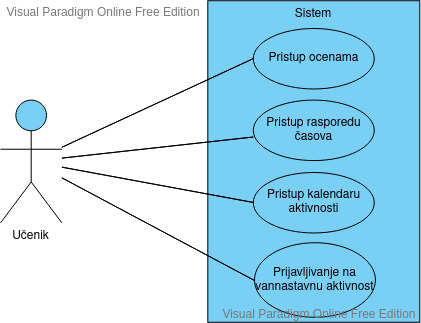 Visual Paradigm Online Free Edition
Sistem
Pristup ocenama
Pristup rasporedu
časova
Pristup kalendaru
aktivnosti
Učenik
Prijavljivanje na
vannastavnu aktivnost
Visual Paradigm Online Free Edition